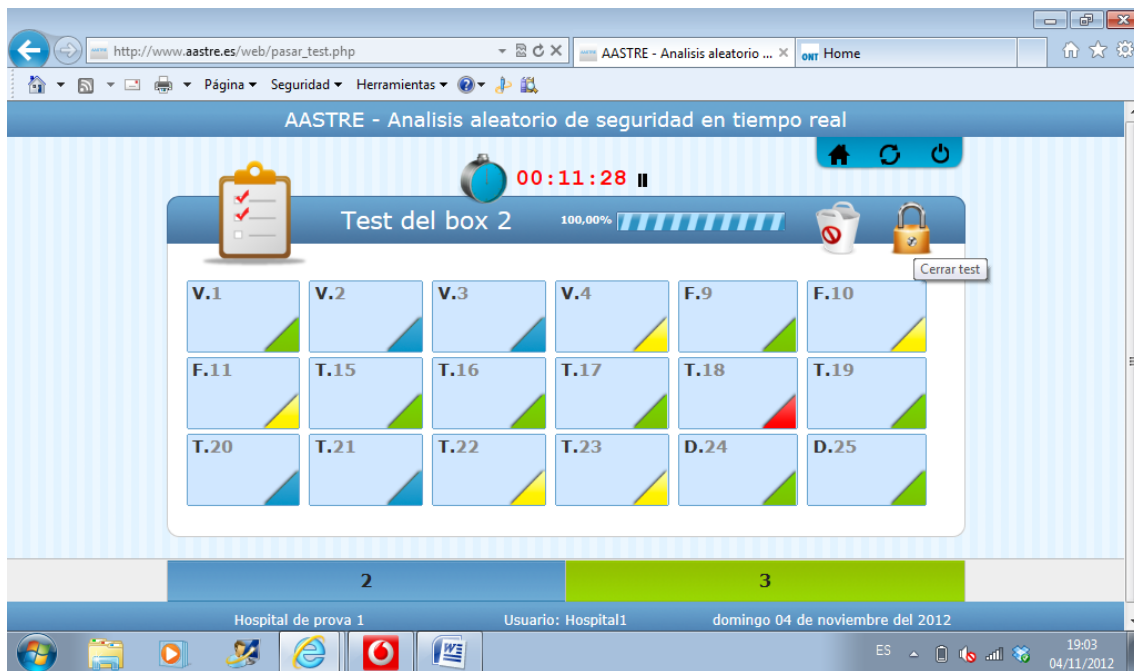 http://www.aastre.es/web/pasar_test.php
AASTRE - Analisis aleatorio ...
ONT Home
Página Seguridad Herramientas
AASTRE - Analisis aleatorio de seguridad en tiempo real
00:11:28
Test del box 2 100,00%
Cerrar test
V.1 V.2 V.3 V.4 F.9 F.10
F.11 T.15 T.16 T.17 T.18 T.19
T.20 T.21 T.22 T.23 D.24 D.25
2 3
Hospital de prova 1 Usuario: Hospital1 domingo 04 de noviembre del 2012
ES 19:03
04/11/2012